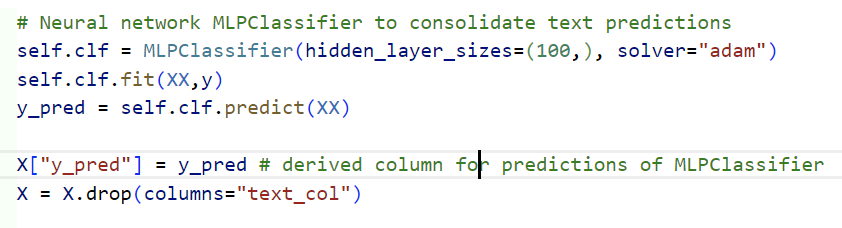 # Neural network MLPClassifier to consolidate text predictions
self.clf = MLPClassifier(hidden_layer_sizes=(100,), solver="adam")
self.clf.fit(XX,y)
y_pred = self.clf.predict(XX)
X["y_pred"] = y_pred # derived column for predictions of MLPClassifier
X = X.drop(columns="text_col")